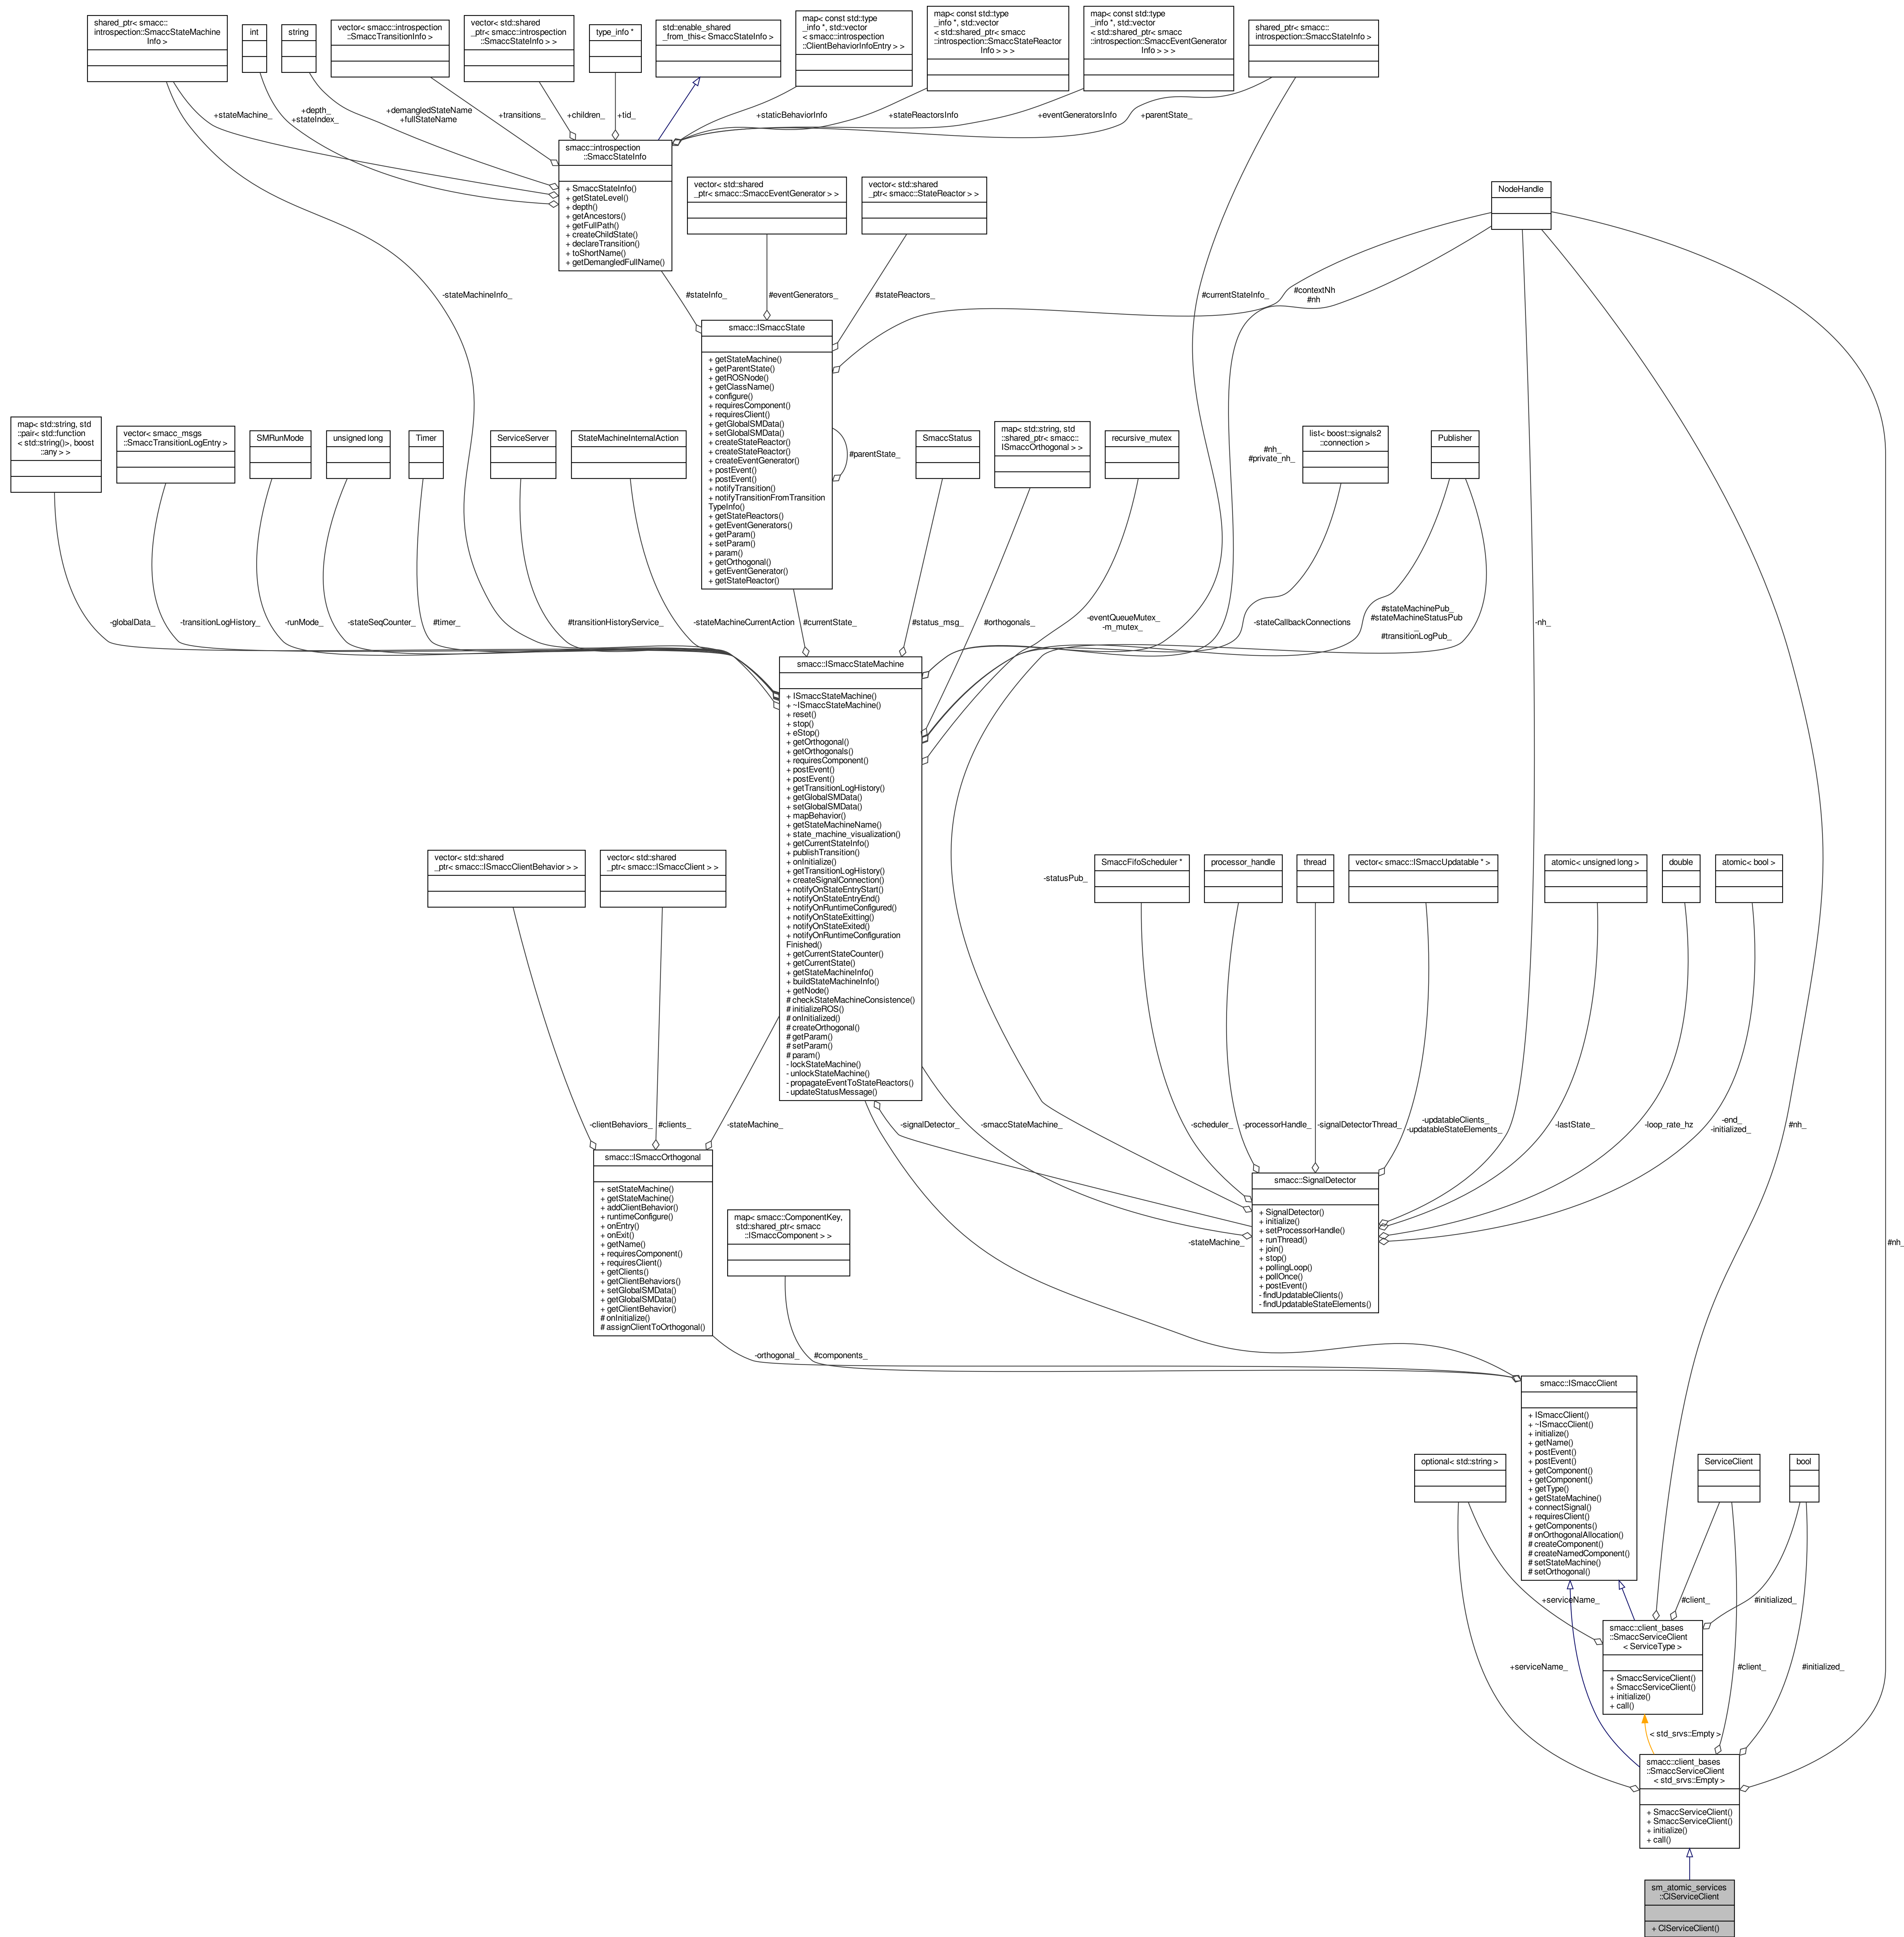 shared_ptr< smacc::
introspection::SmaccStateMachine
Info >
int
string
vector< smacc::introspection
::SmaccTransitionInfo >
vector< std::shared
_ptr< smacc::introspection
::SmaccStateInfo > >
type_info *
std::enable_shared
_from_this< SmaccStateInfo >
map< const std::type
_info *, std::vector
< smacc::introspection
::ClientBehaviorInfoEntry > >
map< const std::type
_info *, std::vector
< std::shared_ptr< smacc
::introspection::SmaccStateReactor
Info > > >
map< const std::type
_info *, std::vector
< std::shared_ptr< smacc
::introspection::SmaccEventGenerator
Info > > >
shared_ptr< smacc::
introspection::SmaccStateInfo >
+stateMachine_
+depth_
+stateIndex_
+demangledStateName
+fullStateName
+transitions_
+children_
+tid_
+staticBehaviorInfo
+stateReactorsInfo
+eventGeneratorsInfo
+parentState_
smacc::introspection
::SmaccStateInfo
+ SmaccStateInfo()
+ getStateLevel()
+ depth()
+ getAncestors()
+ getFullPath()
+ createChildState()
+ declareTransition()
+ toShortName()
+ getDemangledFullName()
vector< std::shared
_ptr< smacc::SmaccEventGenerator > >
vector< std::shared
_ptr< smacc::StateReactor > >
NodeHandle
-stateMachineInfo_
#stateInfo_
#eventGenerators_
#stateReactors_
#currentStateInfo_
#contextNh
#nh
smacc::ISmaccState
+ getStateMachine()
+ getParentState()
+ getROSNode()
+ getClassName()
+ configure()
+ requiresComponent()
+ requiresClient()
+ getGlobalSMData()
+ setGlobalSMData()
+ createStateReactor()
+ createStateReactor()
+ createEventGenerator()
+ postEvent()
+ postEvent()
+ notifyTransition()
+ notifyTransitionFromTransition
TypeInfo()
+ getStateReactors()
+ getEventGenerators()
+ getParam()
+ setParam()
+ param()
+ getOrthogonal()
+ getEventGenerator()
+ getStateReactor()
#parentState_
map< std::string, std
::pair< std::function
< std::string()>, boost
::any > >
vector< smacc_msgs
::SmaccTransitionLogEntry >
SMRunMode
unsigned long
Timer
ServiceServer
StateMachineInternalAction
SmaccStatus
map< std::string, std
::shared_ptr< smacc::
ISmaccOrthogonal > >
recursive_mutex
#nh_
#private_nh_
list< boost::signals2
::connection >
Publisher
-globalData_
-transitionLogHistory_
-runMode_
-stateSeqCounter_
#timer_
#transitionHistoryService_
-stateMachineCurrentAction
#currentState_
#status_msg_
#orthogonals_
-eventQueueMutex_
-m_mutex_
-stateCallbackConnections
#stateMachinePub_
#stateMachineStatusPub
_
#transitionLogPub_
-nh_
#nh_
#nh_
smacc::ISmaccStateMachine
+ ISmaccStateMachine()
+ ~ISmaccStateMachine()
+ reset()
+ stop()
+ eStop()
+ getOrthogonal()
+ getOrthogonals()
+ requiresComponent()
+ postEvent()
+ postEvent()
+ getTransitionLogHistory()
+ getGlobalSMData()
+ setGlobalSMData()
+ mapBehavior()
+ getStateMachineName()
+ state_machine_visualization()
+ getCurrentStateInfo()
+ publishTransition()
+ onInitialize()
+ getTransitionLogHistory()
+ createSignalConnection()
+ notifyOnStateEntryStart()
+ notifyOnStateEntryEnd()
+ notifyOnRuntimeConfigured()
+ notifyOnStateExitting()
+ notifyOnStateExited()
+ notifyOnRuntimeConfiguration
Finished()
+ getCurrentStateCounter()
+ getCurrentState()
+ getStateMachineInfo()
+ buildStateMachineInfo()
+ getNode()
# checkStateMachineConsistence()
# initializeROS()
# onInitialized()
# createOrthogonal()
# getParam()
# setParam()
# param()
- lockStateMachine()
- unlockStateMachine()
- propagateEventToStateReactors()
- updateStatusMessage()
vector< std::shared
_ptr< smacc::ISmaccClientBehavior > >
vector< std::shared
_ptr< smacc::ISmaccClient > >
-statusPub_
SmaccFifoScheduler *
processor_handle
thread
vector< smacc::ISmaccUpdatable * >
atomic< unsigned long >
double
atomic< bool >
-clientBehaviors_
#clients_
-stateMachine_
-signalDetector_
-smaccStateMachine_
-scheduler_
-processorHandle_
-signalDetectorThread_
-updatableClients_
-updatableStateElements_
-lastState_
-loop_rate_hz
-end_
-initialized_
smacc::ISmaccOrthogonal
+ setStateMachine()
+ getStateMachine()
+ addClientBehavior()
+ runtimeConfigure()
+ onEntry()
+ onExit()
+ getName()
+ requiresComponent()
+ requiresClient()
+ getClients()
+ getClientBehaviors()
+ setGlobalSMData()
+ getGlobalSMData()
+ getClientBehavior()
# onInitialize()
# assignClientToOrthogonal()
map< smacc::ComponentKey,
std::shared_ptr< smacc
::ISmaccComponent > >
-stateMachine_
smacc::SignalDetector
+ SignalDetector()
+ initialize()
+ setProcessorHandle()
+ runThread()
+ join()
+ stop()
+ pollingLoop()
+ pollOnce()
+ postEvent()
- findUpdatableClients()
- findUpdatableStateElements()
-orthogonal_
#components_
smacc::ISmaccClient
+ ISmaccClient()
+ ~ISmaccClient()
+ initialize()
+ getName()
+ postEvent()
+ postEvent()
+ getComponent()
+ getComponent()
+ getType()
+ getStateMachine()
+ connectSignal()
+ requiresClient()
+ getComponents()
# onOrthogonalAllocation()
# createComponent()
# createNamedComponent()
# setStateMachine()
# setOrthogonal()
optional< std::string >
ServiceClient
bool
+serviceName_
#client_
#initialized_
smacc::client_bases
::SmaccServiceClient
< ServiceType >
+ SmaccServiceClient()
+ SmaccServiceClient()
+ initialize()
+ call()
+serviceName_
#client_
#initialized_
< std_srvs::Empty >
smacc::client_bases
::SmaccServiceClient
< std_srvs::Empty >
+ SmaccServiceClient()
+ SmaccServiceClient()
+ initialize()
+ call()
sm_atomic_services
::ClServiceClient
+ ClServiceClient()